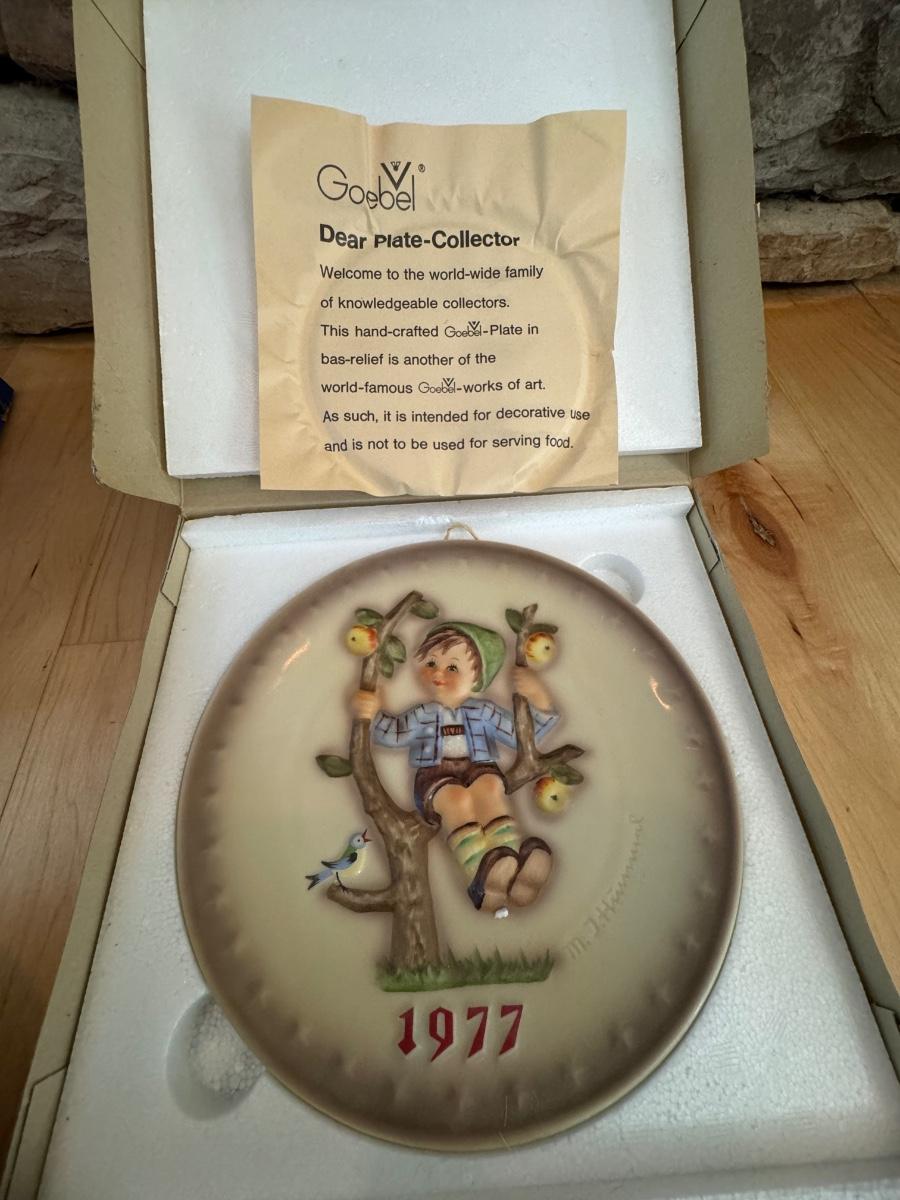 Goebel®
Dear Plate-Collector
Welcome to the world-wide family
of knowledgeable collectors.
This hand-crafted Goebel-Plate in
bas-relief is another of the
world-famous Goebel-works of art.
As such, it is intended for decorative use
and is not to be used for serving food.
M. I. Hummel
1977